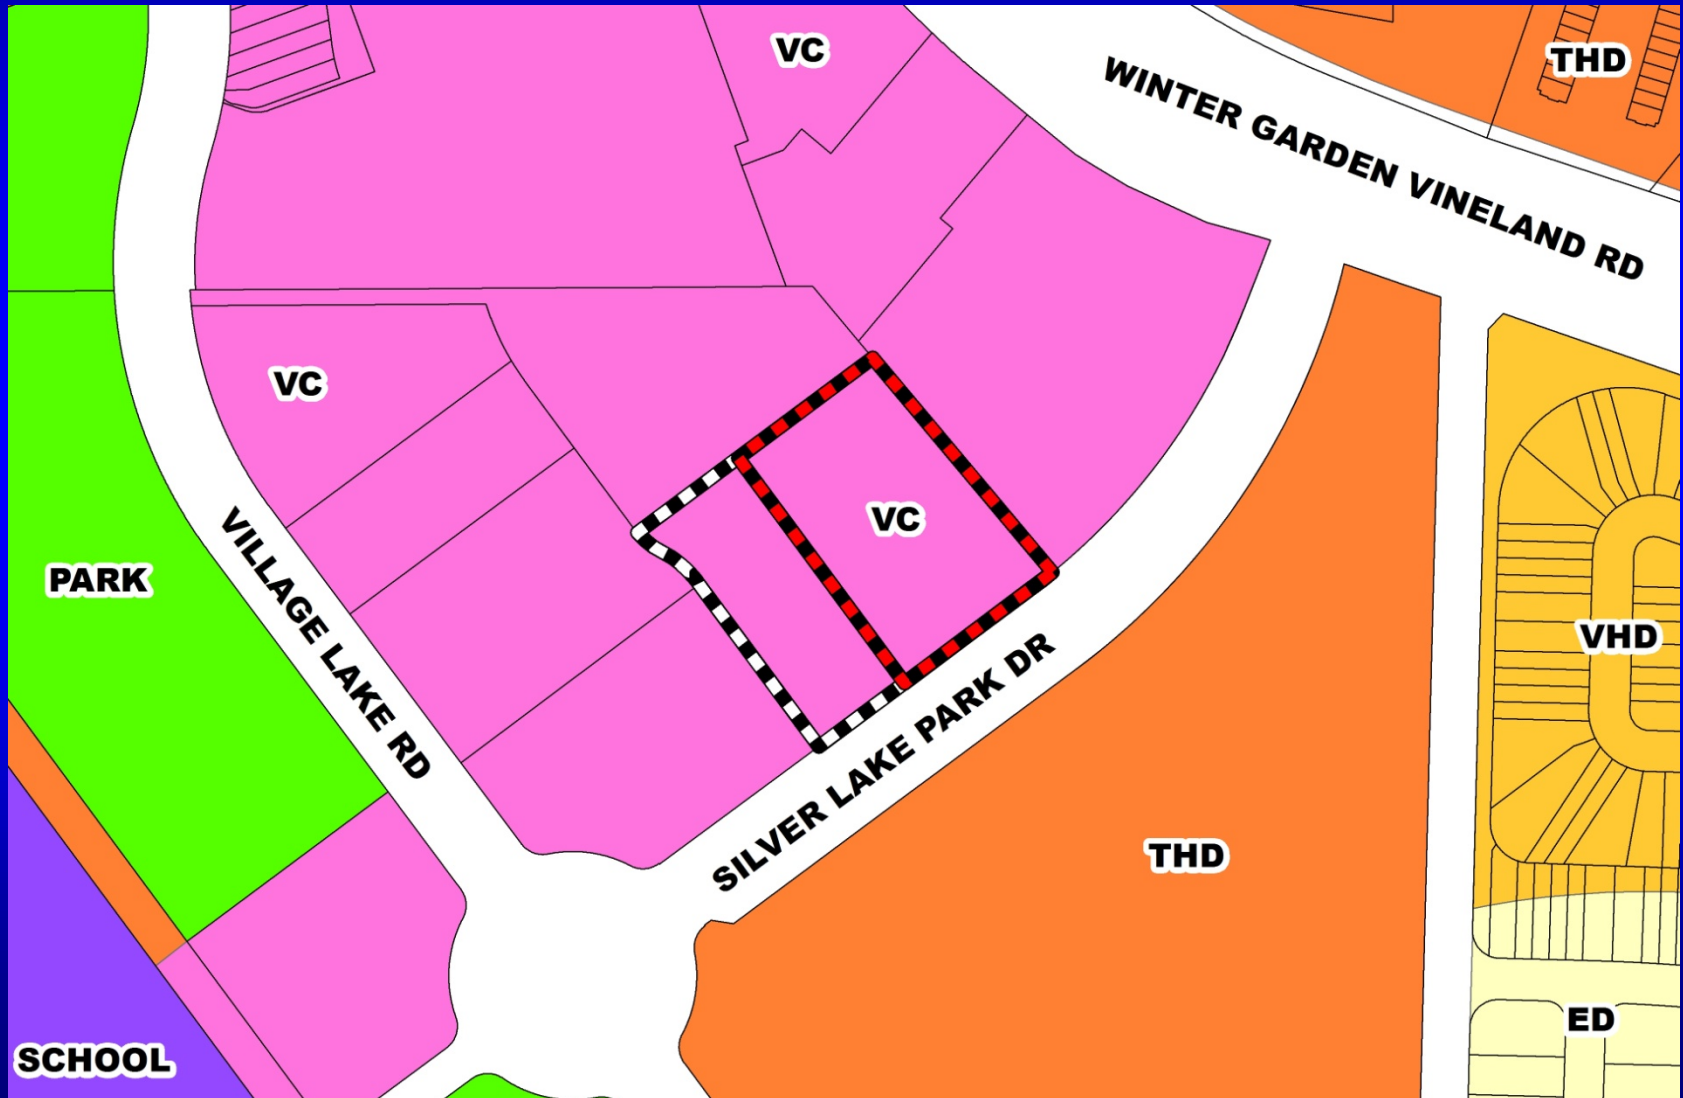 VC
THD
WINTER GARDEN VINELAND RD
VC
VC
PARK
VILLAGE LAKE RD
VHD
SILVER LAKE PARK DR
THD
ED
SCHOOL